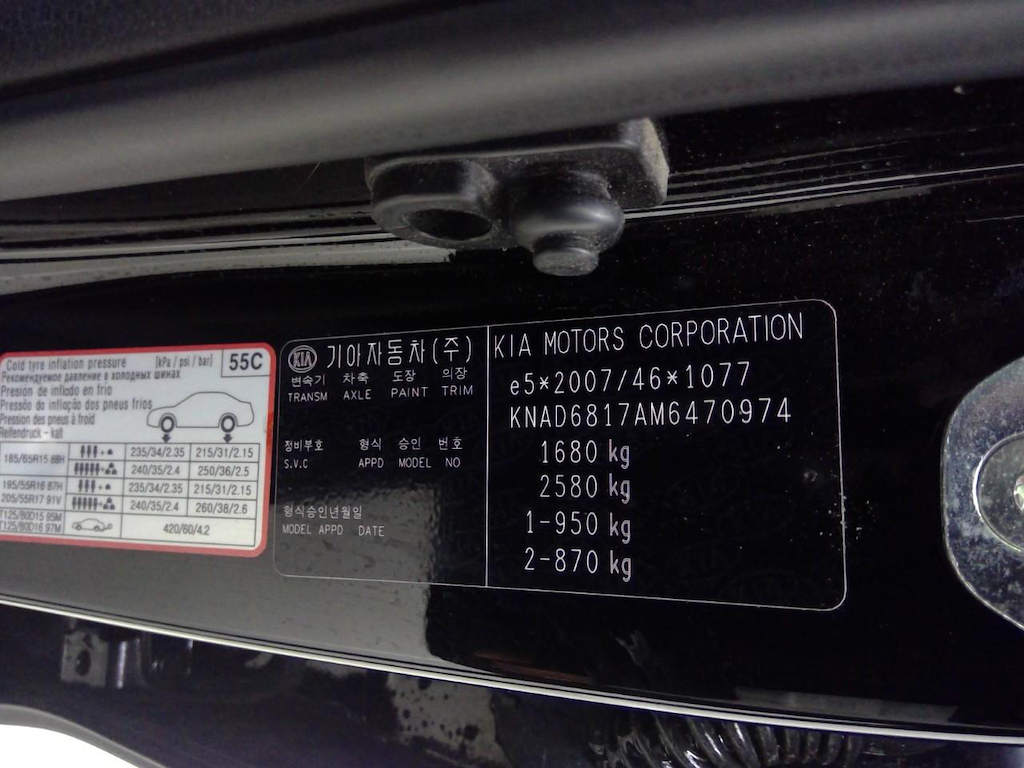 Cold tyre inflation pressure [kPa / psi / bar] 55C
Рекомендуемое давление в холодных шинах
Presion de inflado en frio
Pressão da inflação dos pneus frios
Pression des pneus à froid
Reifendruck - kalt
185/65R15 88H 235/34/2.35 215/31/2.15
240/35/2.4 250/36/2.5
195/55R16 87H 235/34/2.35 215/31/2.15
205/55R17 91V 240/35/2.4 260/38/2.6
T125/80D15 95M 420/60/4.2
T125/80D16 97M
KIA 기아자동차(주)
변속기 차축 도장 의장
TRANSM AXLE PAINT TRIM
정비부호 형식 승인 번호
S.V.C APPD MODEL NO
형식승인년월일
MODEL APPD DATE
KIA MOTORS CORPORATION
e5*2007/46*1077
KNAD6817AM6470974
1680 kg
2580 kg
1-950 kg
2-870 kg